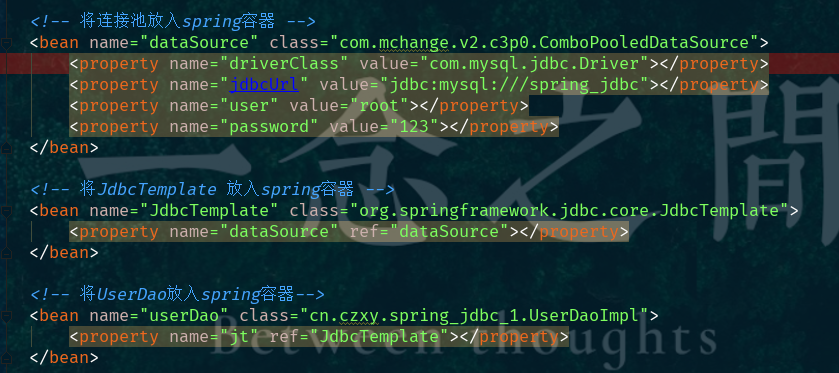 <!-- 将连接池放入spring容器 -->
<bean name="dataSource" class="com.mchange.v2.c3p0.ComboPooledDataSource">
    <property name="driverClass" value="com.mysql.jdbc.Driver"></property>
    <property name="jdbcUrl" value="jdbc:mysql:///spring_jdbc"></property>
    <property name="user" value="root"></property>
    <property name="password" value="123"></property>
</bean>
<!-- 将JdbcTemplate 放入spring容器 -->
<bean name="JdbcTemplate" class="org.springframework.jdbc.core.JdbcTemplate">
    <property name="dataSource" ref="dataSource"></property>
</bean>
<!-- 将UserDao放入spring容器-->
<bean name="userDao" class="cn.czxy.spring_jdbc_1.UserDaoImpl">
    <property name="jt" ref="JdbcTemplate"></property>
</bean>
一念之間
Between thoughts